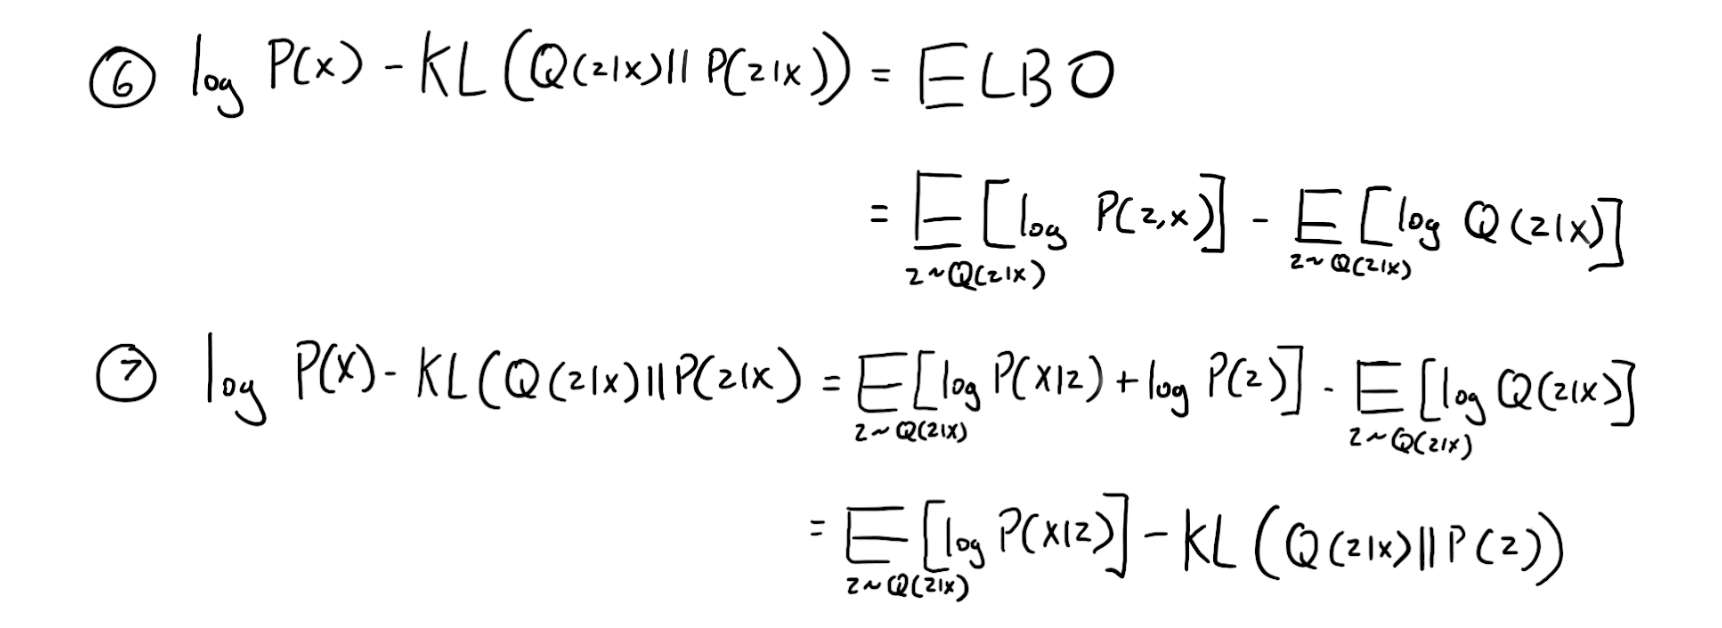 ⑥ log P(x) - KL(Q(z|x)|| P(z|x)) = ELBO
= E z~Q(z|x) [log P(z,x)] - E z~Q(z|x) [log Q(z|x)]
⑦ log P(x) - KL(Q(z|x)||P(z|x) = E z~Q(z|x) [log P(x|z) + log P(z)] - E z~Q(z|x) [log Q(z|x)]
= E z~Q(z|x) [log P(x|z)] - KL(Q(z|x)||P(z))